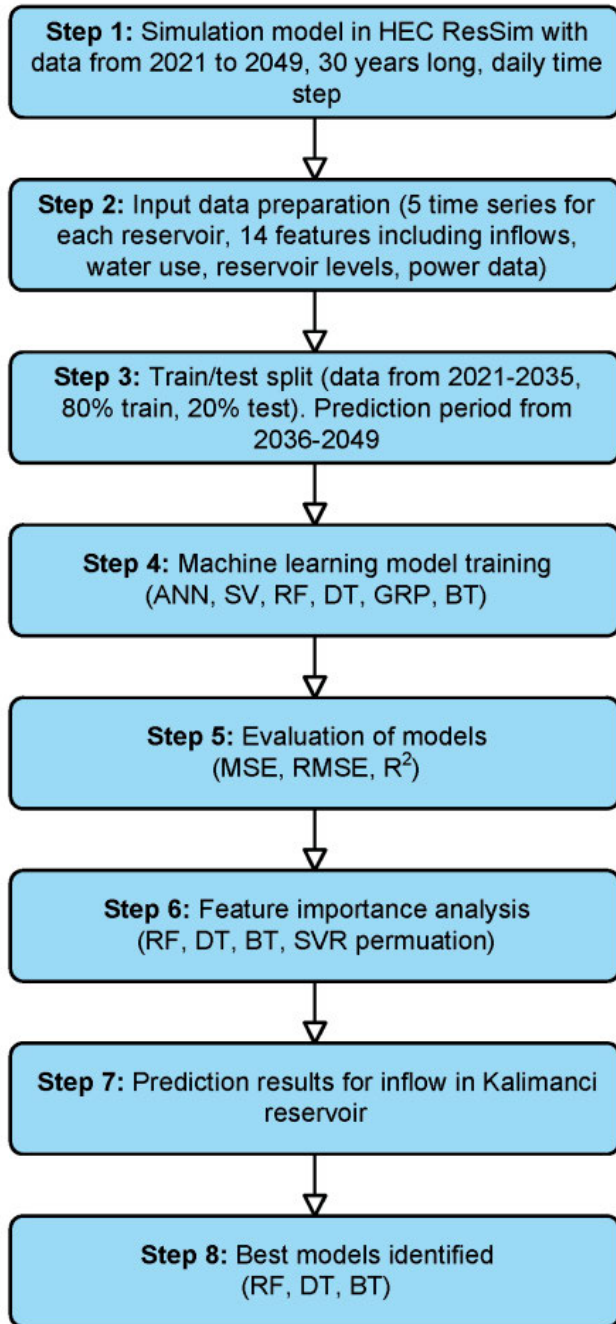 Step 1: Simulation model in HEC ResSim with
data from 2021 to 2049, 30 years long, daily time
step
Step 2: Input data preparation (5 time series for
each reservoir, 14 features including inflows,
water use, reservoir levels, power data)
Step 3: Train/test split (data from 2021-2035,
80% train, 20% test). Prediction period from
2036-2049
Step 4: Machine learning model training
(ANN, SV, RF, DT, GRP, BT)
Step 5: Evaluation of models
(MSE, RMSE, R²)
Step 6: Feature importance analysis
(RF, DT, BT, SVR permuation)
Step 7: Prediction results for inflow in Kalimanci
reservoir
Step 8: Best models identified
(RF, DT, BT)